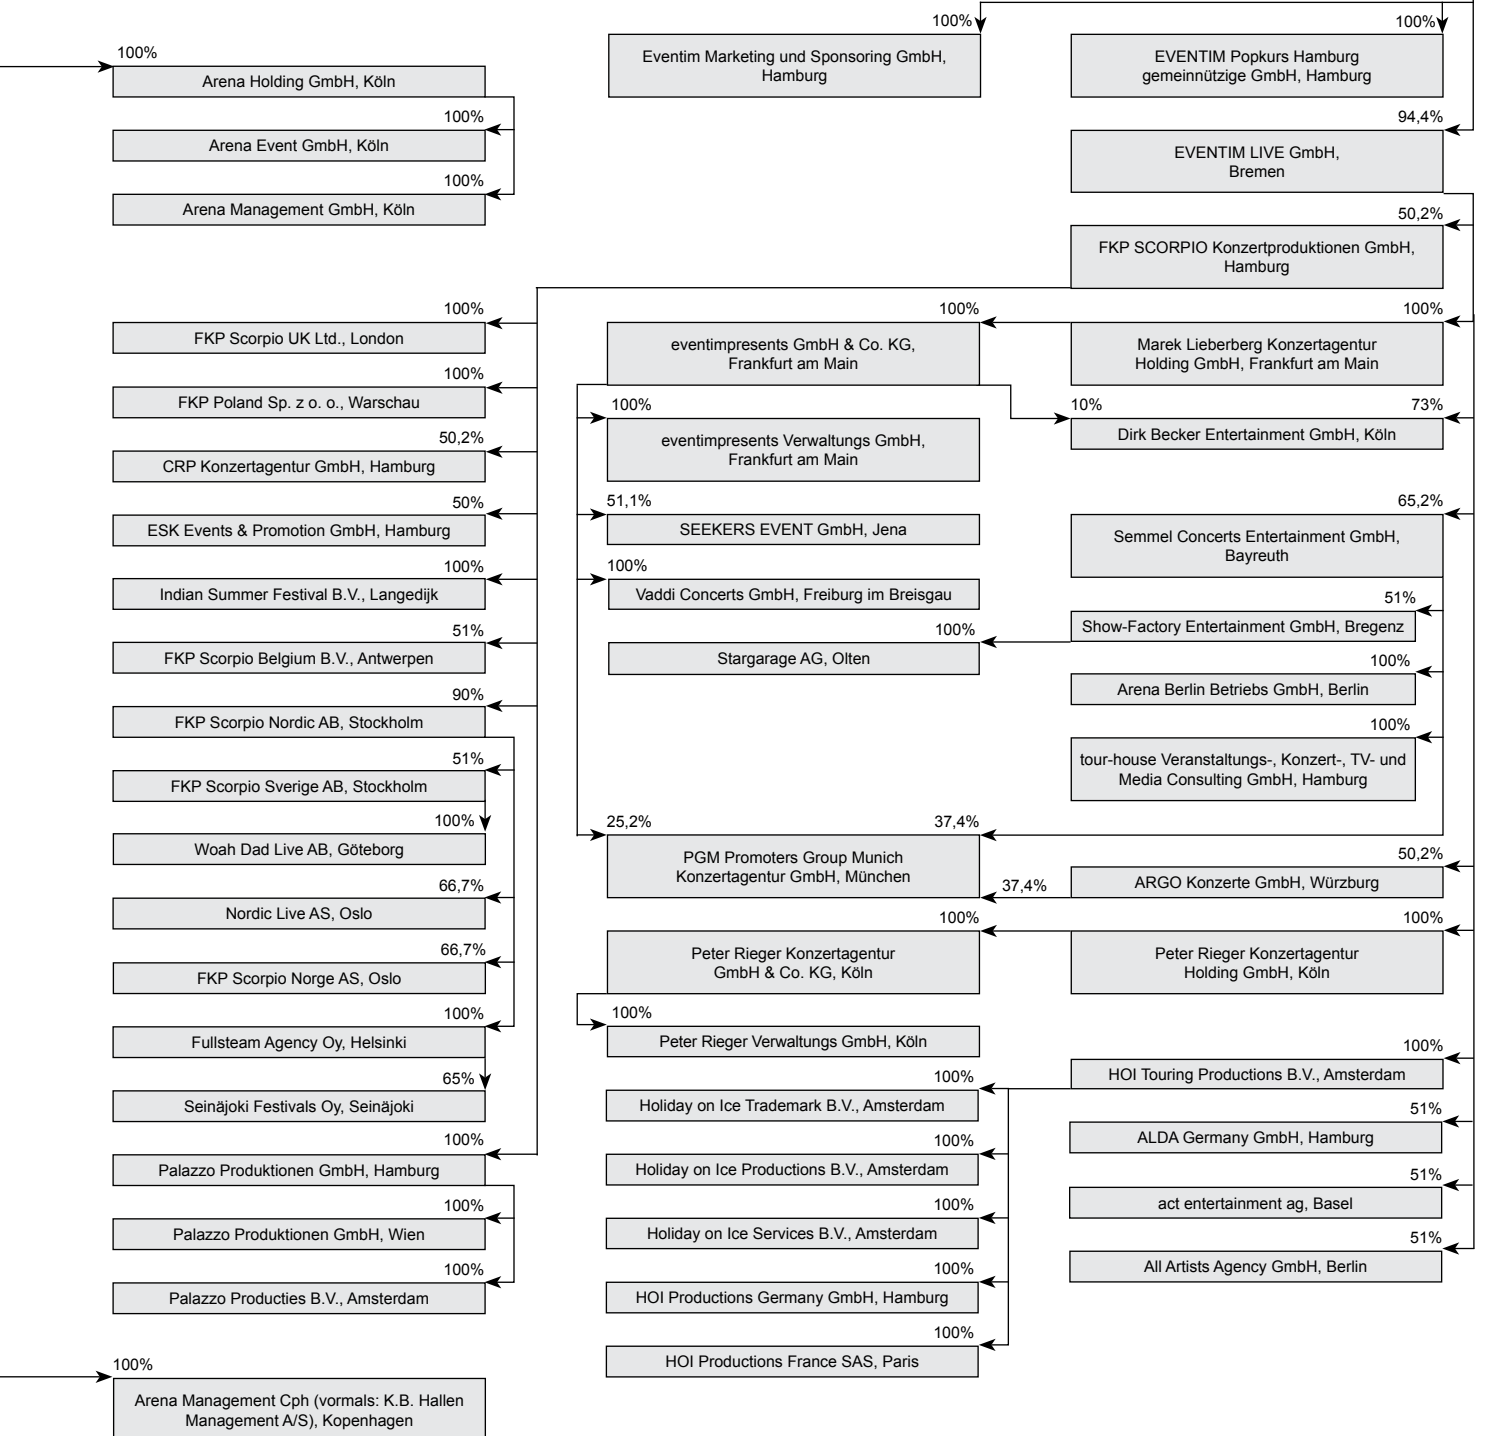 100%
Arena Holding GmbH, Köln
100%
Arena Event GmbH, Köln
100%
Arena Management GmbH, Köln
100%
FKP Scorpio UK Ltd., London
100%
FKP Poland Sp. z o. o., Warschau
50,2%
CRP Konzertagentur GmbH, Hamburg
50%
ESK Events & Promotion GmbH, Hamburg
100%
Indian Summer Festival B.V., Langedijk
51%
FKP Scorpio Belgium B.V., Antwerpen
90%
FKP Scorpio Nordic AB, Stockholm
51%
FKP Scorpio Sverige AB, Stockholm
100%
Woah Dad Live AB, Göteborg
66,7%
Nordic Live AS, Oslo
66,7%
FKP Scorpio Norge AS, Oslo
100%
Fullsteam Agency Oy, Helsinki
65%
Seinäjoki Festivals Oy, Seinäjoki
100%
Palazzo Produktionen GmbH, Hamburg
100%
Palazzo Produktionen GmbH, Wien
100%
Palazzo Producties B.V., Amsterdam
100%
Arena Management Cph (vormals: K.B. Hallen
Management A/S), Kopenhagen
100%
Eventim Marketing und Sponsoring GmbH,
Hamburg
100%
eventimpresents GmbH & Co. KG,
Frankfurt am Main
100%
eventimpresents Verwaltungs GmbH,
Frankfurt am Main
51,1%
SEEKERS EVENT GmbH, Jena
100%
Vaddi Concerts GmbH, Freiburg im Breisgau
100%
Stargarage AG, Olten
25,2% 37,4%
PGM Promoters Group Munich
Konzertagentur GmbH, München
37,4%
100%
Peter Rieger Konzertagentur
GmbH & Co. KG, Köln
100%
Peter Rieger Verwaltungs GmbH, Köln
100%
Holiday on Ice Trademark B.V., Amsterdam
100%
Holiday on Ice Productions B.V., Amsterdam
100%
Holiday on Ice Services B.V., Amsterdam
100%
HOI Productions Germany GmbH, Hamburg
100%
HOI Productions France SAS, Paris
100%
EVENTIM Popkurs Hamburg
gemeinnützige GmbH, Hamburg
94,4%
EVENTIM LIVE GmbH,
Bremen
50,2%
FKP SCORPIO Konzertproduktionen GmbH,
Hamburg
100%
Marek Lieberberg Konzertagentur
Holding GmbH, Frankfurt am Main
10% 73%
Dirk Becker Entertainment GmbH, Köln
65,2%
Semmel Concerts Entertainment GmbH,
Bayreuth
51%
Show-Factory Entertainment GmbH, Bregenz
100%
Arena Berlin Betriebs GmbH, Berlin
100%
tour-house Veranstaltungs-, Konzert-, TV- und
Media Consulting GmbH, Hamburg
50,2%
ARGO Konzerte GmbH, Würzburg
100%
Peter Rieger Konzertagentur
Holding GmbH, Köln
100%
HOI Touring Productions B.V., Amsterdam
51%
ALDA Germany GmbH, Hamburg
51%
act entertainment ag, Basel
51%
All Artists Agency GmbH, Berlin